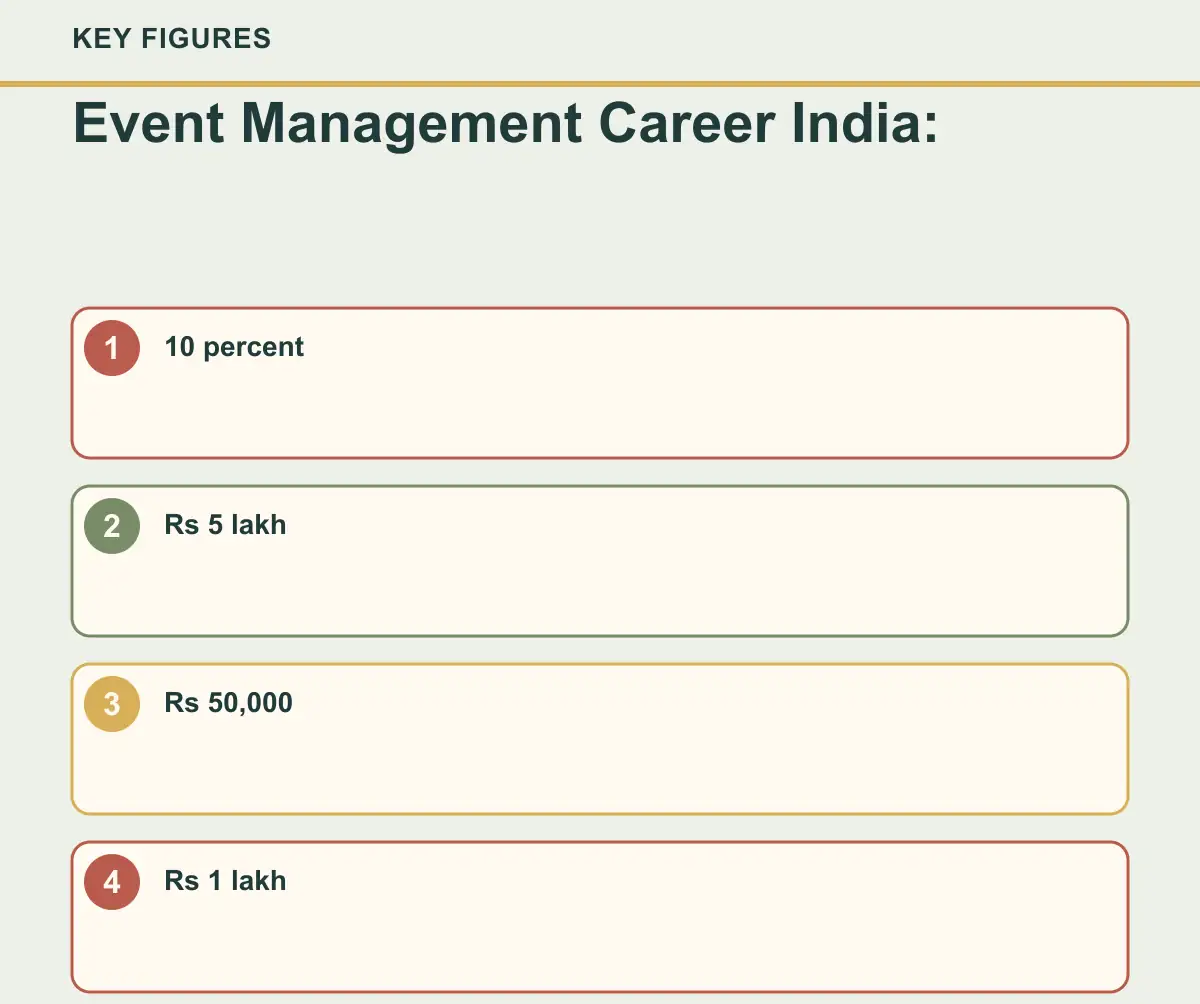 KEY FIGURES
Event Management Career India:
1
10 percent
2
Rs 5 lakh
3
Rs 50,000
4
Rs 1 lakh